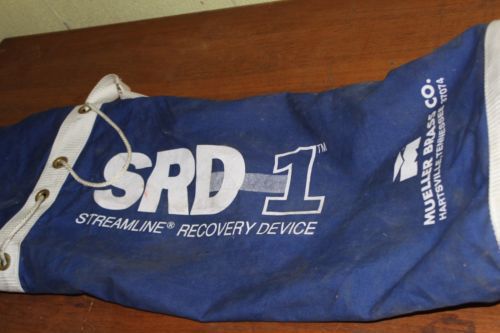 SRD-1™
STREAMLINE® RECOVERY DEVICE
M
MUELLER BRASS CO.
HARTSVILLE, TENNESSEE 37074